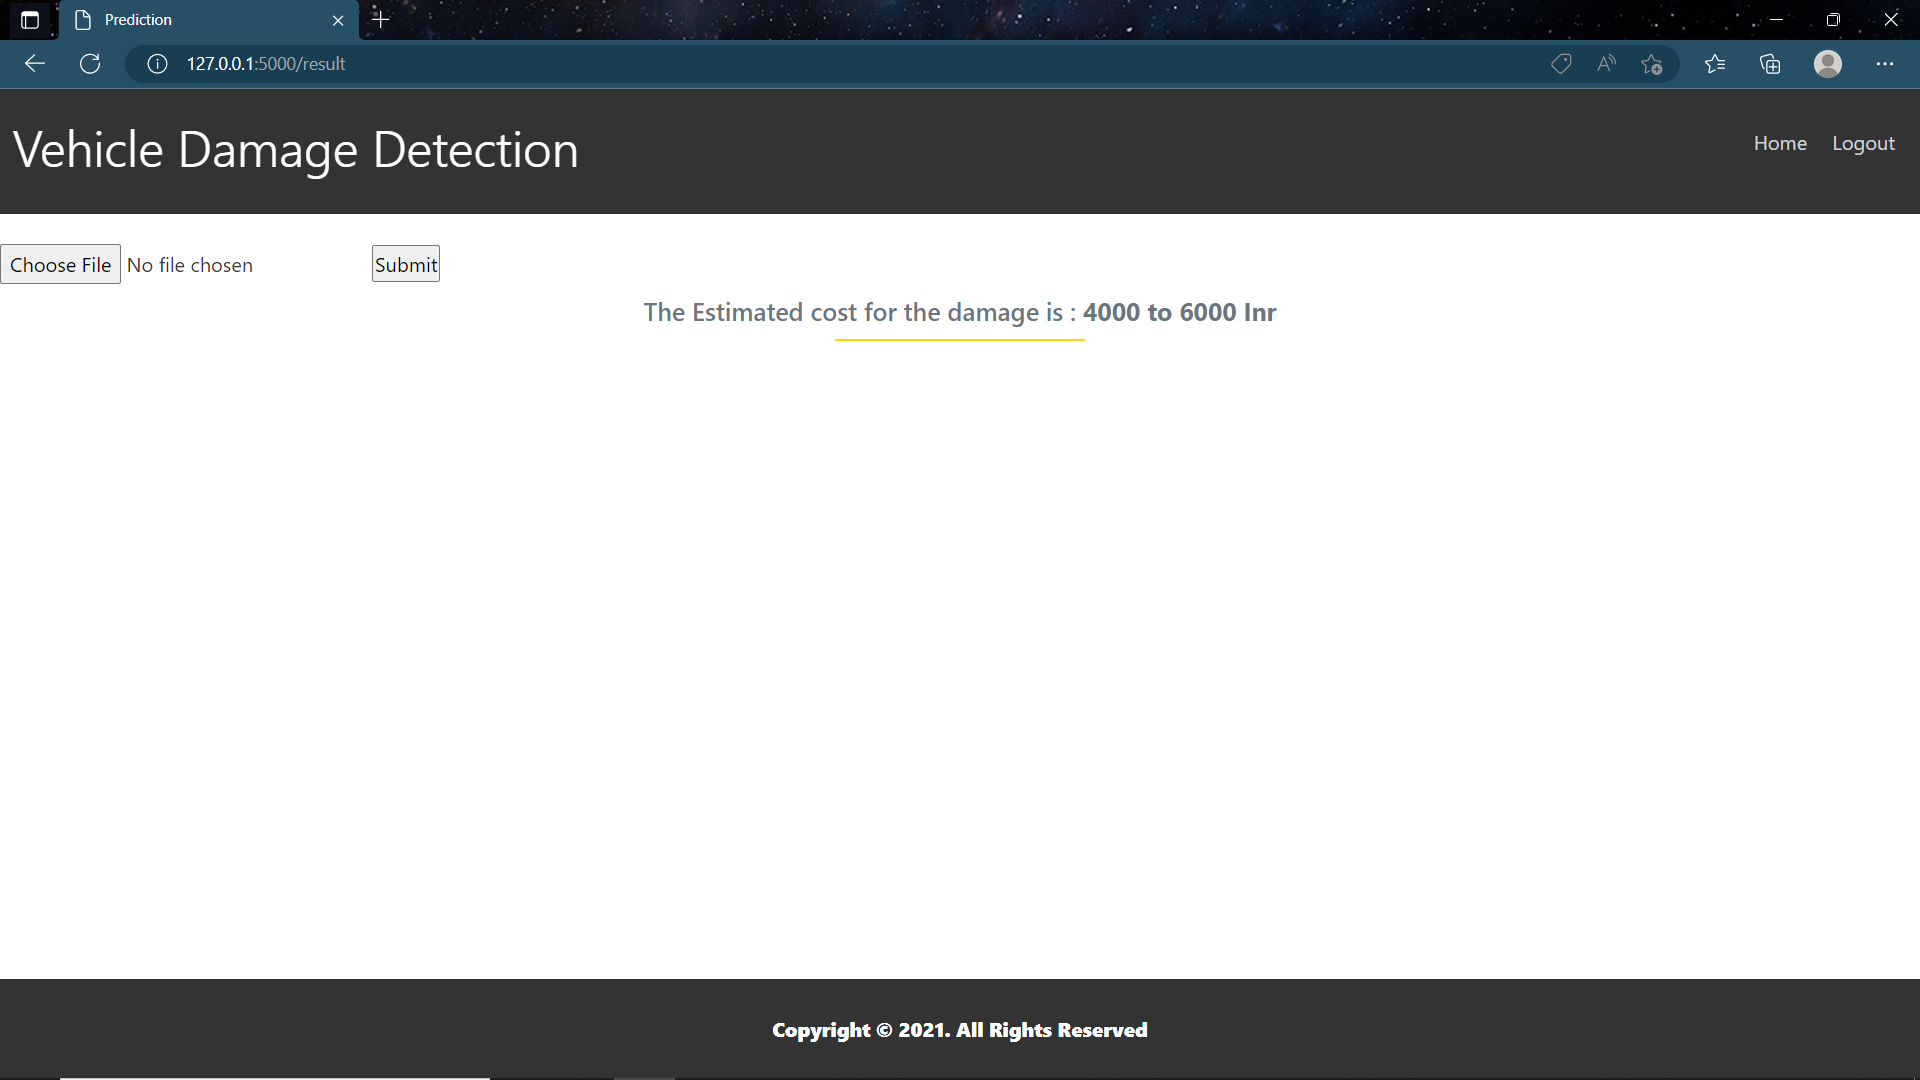 Prediction
127.0.0.1:5000/result
Vehicle Damage Detection
Home Logout
Choose File No file chosen Submit
The Estimated cost for the damage is : 4000 to 6000 Inr
Copyright © 2021. All Rights Reserved